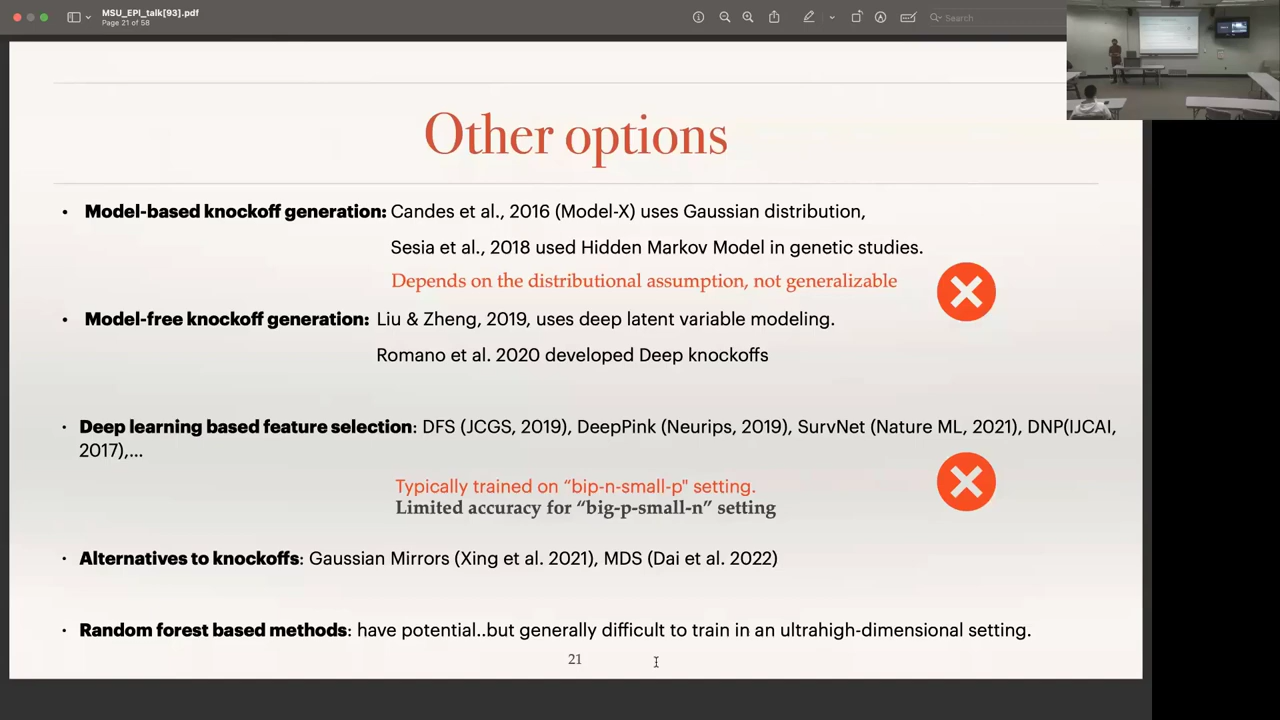 MSU_EPI_talk[93].pdf
Page 21 of 58
Search
Other options
• Model-based knockoff generation: Candes et al., 2016 (Model-X) uses Gaussian distribution,
Sesia et al., 2018 used Hidden Markov Model in genetic studies.
Depends on the distributional assumption, not generalizable
• Model-free knockoff generation: Liu & Zheng, 2019, uses deep latent variable modeling.
Romano et al. 2020 developed Deep knockoffs
• Deep learning based feature selection: DFS (JCGS, 2019), DeepPink (Neurips, 2019), SurvNet (Nature ML, 2021), DNP(IJCAI,
2017),...
Typically trained on “bip-n-small-p" setting.
Limited accuracy for “big-p-small-n” setting
• Alternatives to knockoffs: Gaussian Mirrors (Xing et al. 2021), MDS (Dai et al. 2022)
• Random forest based methods: have potential..but generally difficult to train in an ultrahigh-dimensional setting.
21